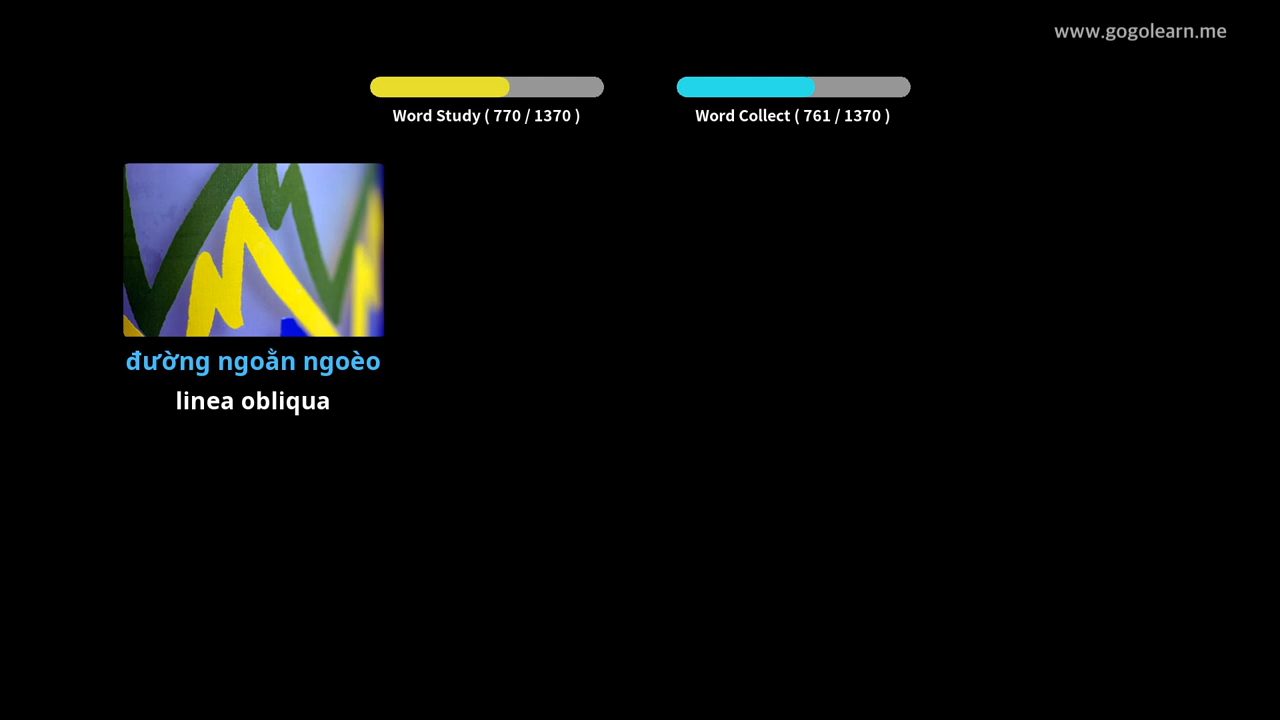 www.gogolearn.me
Word Study ( 770 / 1370 )
Word Collect ( 761 / 1370 )
đường ngoằn ngoèo
linea obliqua